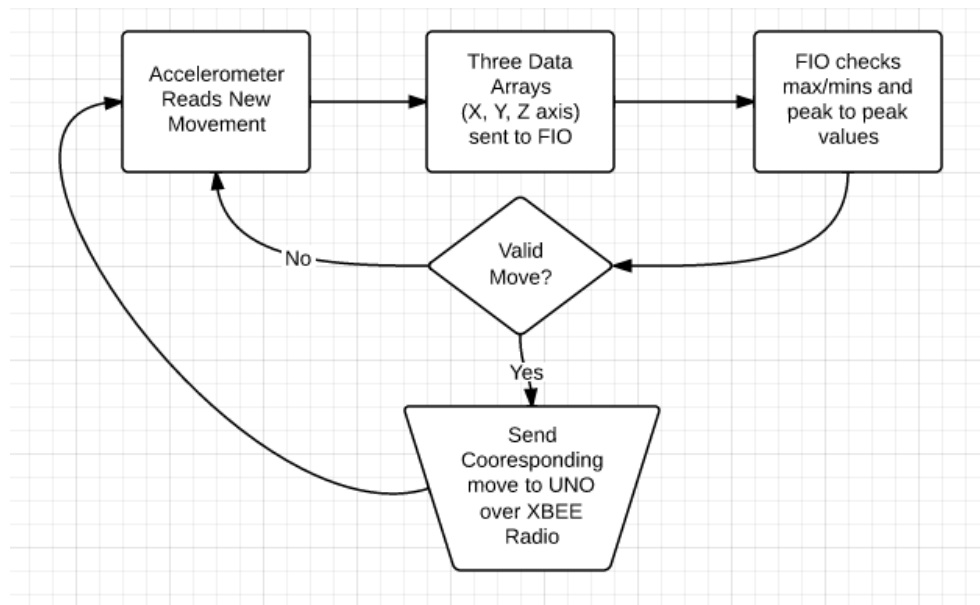 Accelerometer
Reads New
Movement
Three Data
Arrays
(X, Y, Z axis)
sent to FIO
FIO checks
max/mins and
peak to peak
values
Valid
Move?
No
Yes
Send
Cooresponding
move to UNO
over XBEE
Radio